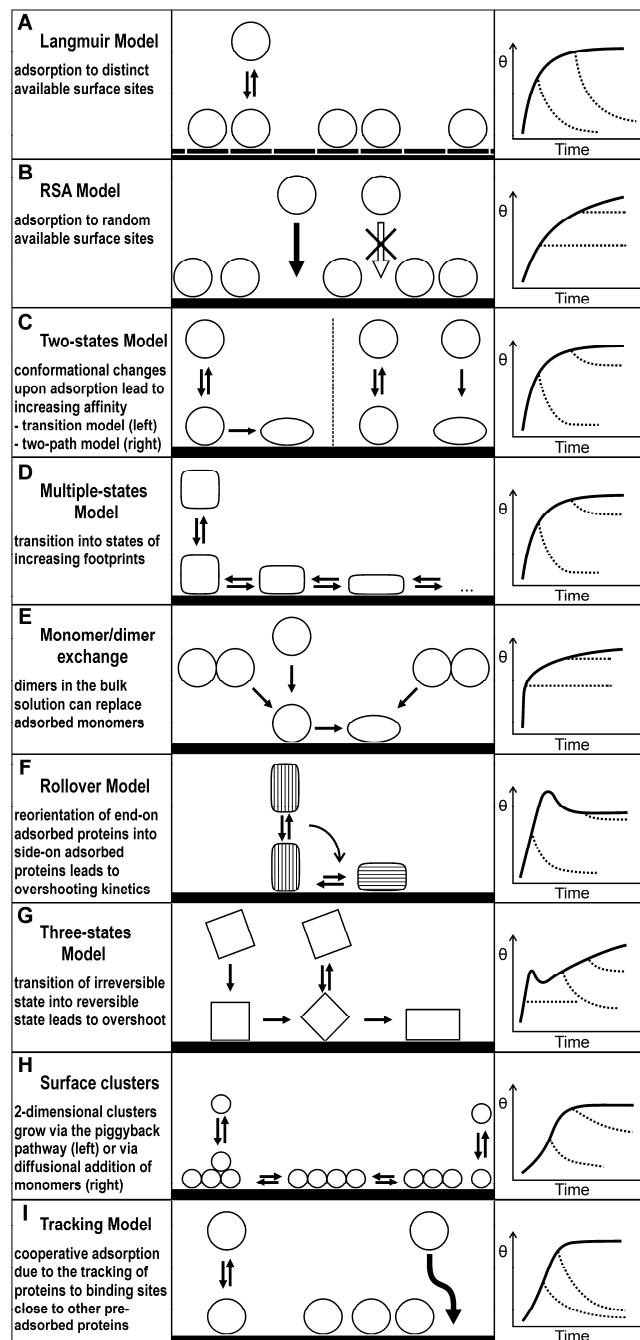 A
Langmuir Model
adsorption to distinct
available surface sites
θ
Time
B
RSA Model
adsorption to random
available surface sites
θ
Time
C
Two-states Model
conformational changes
upon adsorption lead to
increasing affinity
- transition model (left)
- two-path model (right)
θ
Time
D
Multiple-states
Model
transition into states of
increasing footprints
...
θ
Time
E
Monomer/dimer
exchange
dimers in the bulk
solution can replace
adsorbed monomers
θ
Time
F
Rollover Model
reorientation of end-on
adsorbed proteins into
side-on adsorbed
proteins leads to
overshooting kinetics
θ
Time
G
Three-states
Model
transition of irreversible
state into reversible
state leads to overshoot
θ
Time
H
Surface clusters
2-dimensional clusters
grow via the piggyback
pathway (left) or via
diffusional addition of
monomers (right)
θ
Time
I
Tracking Model
cooperative adsorption
due to the tracking of
proteins to binding sites
close to other pre-
adsorbed proteins
θ
Time